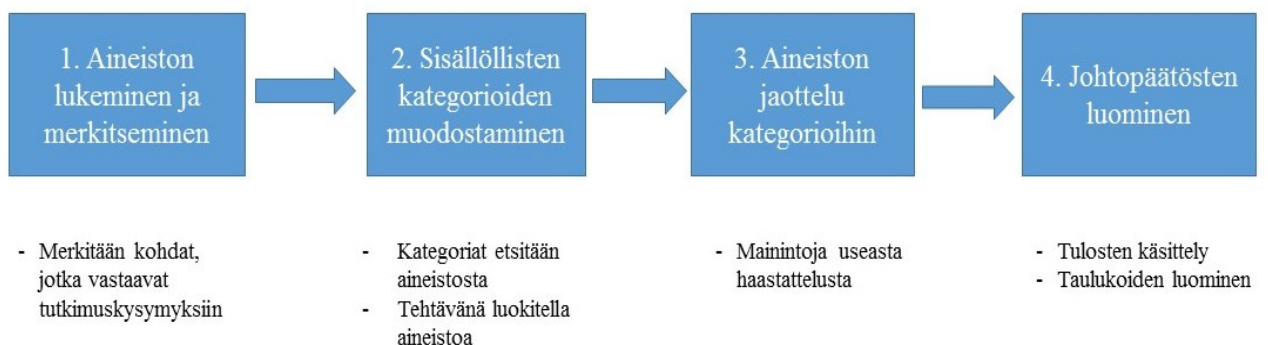 1. Aineiston
lukeminen ja
merkitseminen
2. Sisällöllisten
kategorioiden
muodostaminen
3. Aineiston
jaottelu
kategorioihin
4. Johtopäätösten
luominen
- Merkitään kohdat,
jotka vastaavat
tutkimuskysymyksiin
- Kategoriat etsitään
aineistosta
- Tehtävänä luokitella
aineistoa
- Mainintoja useasta
haastattelusta
- Tulosten käsittely
- Taulukoiden luominen